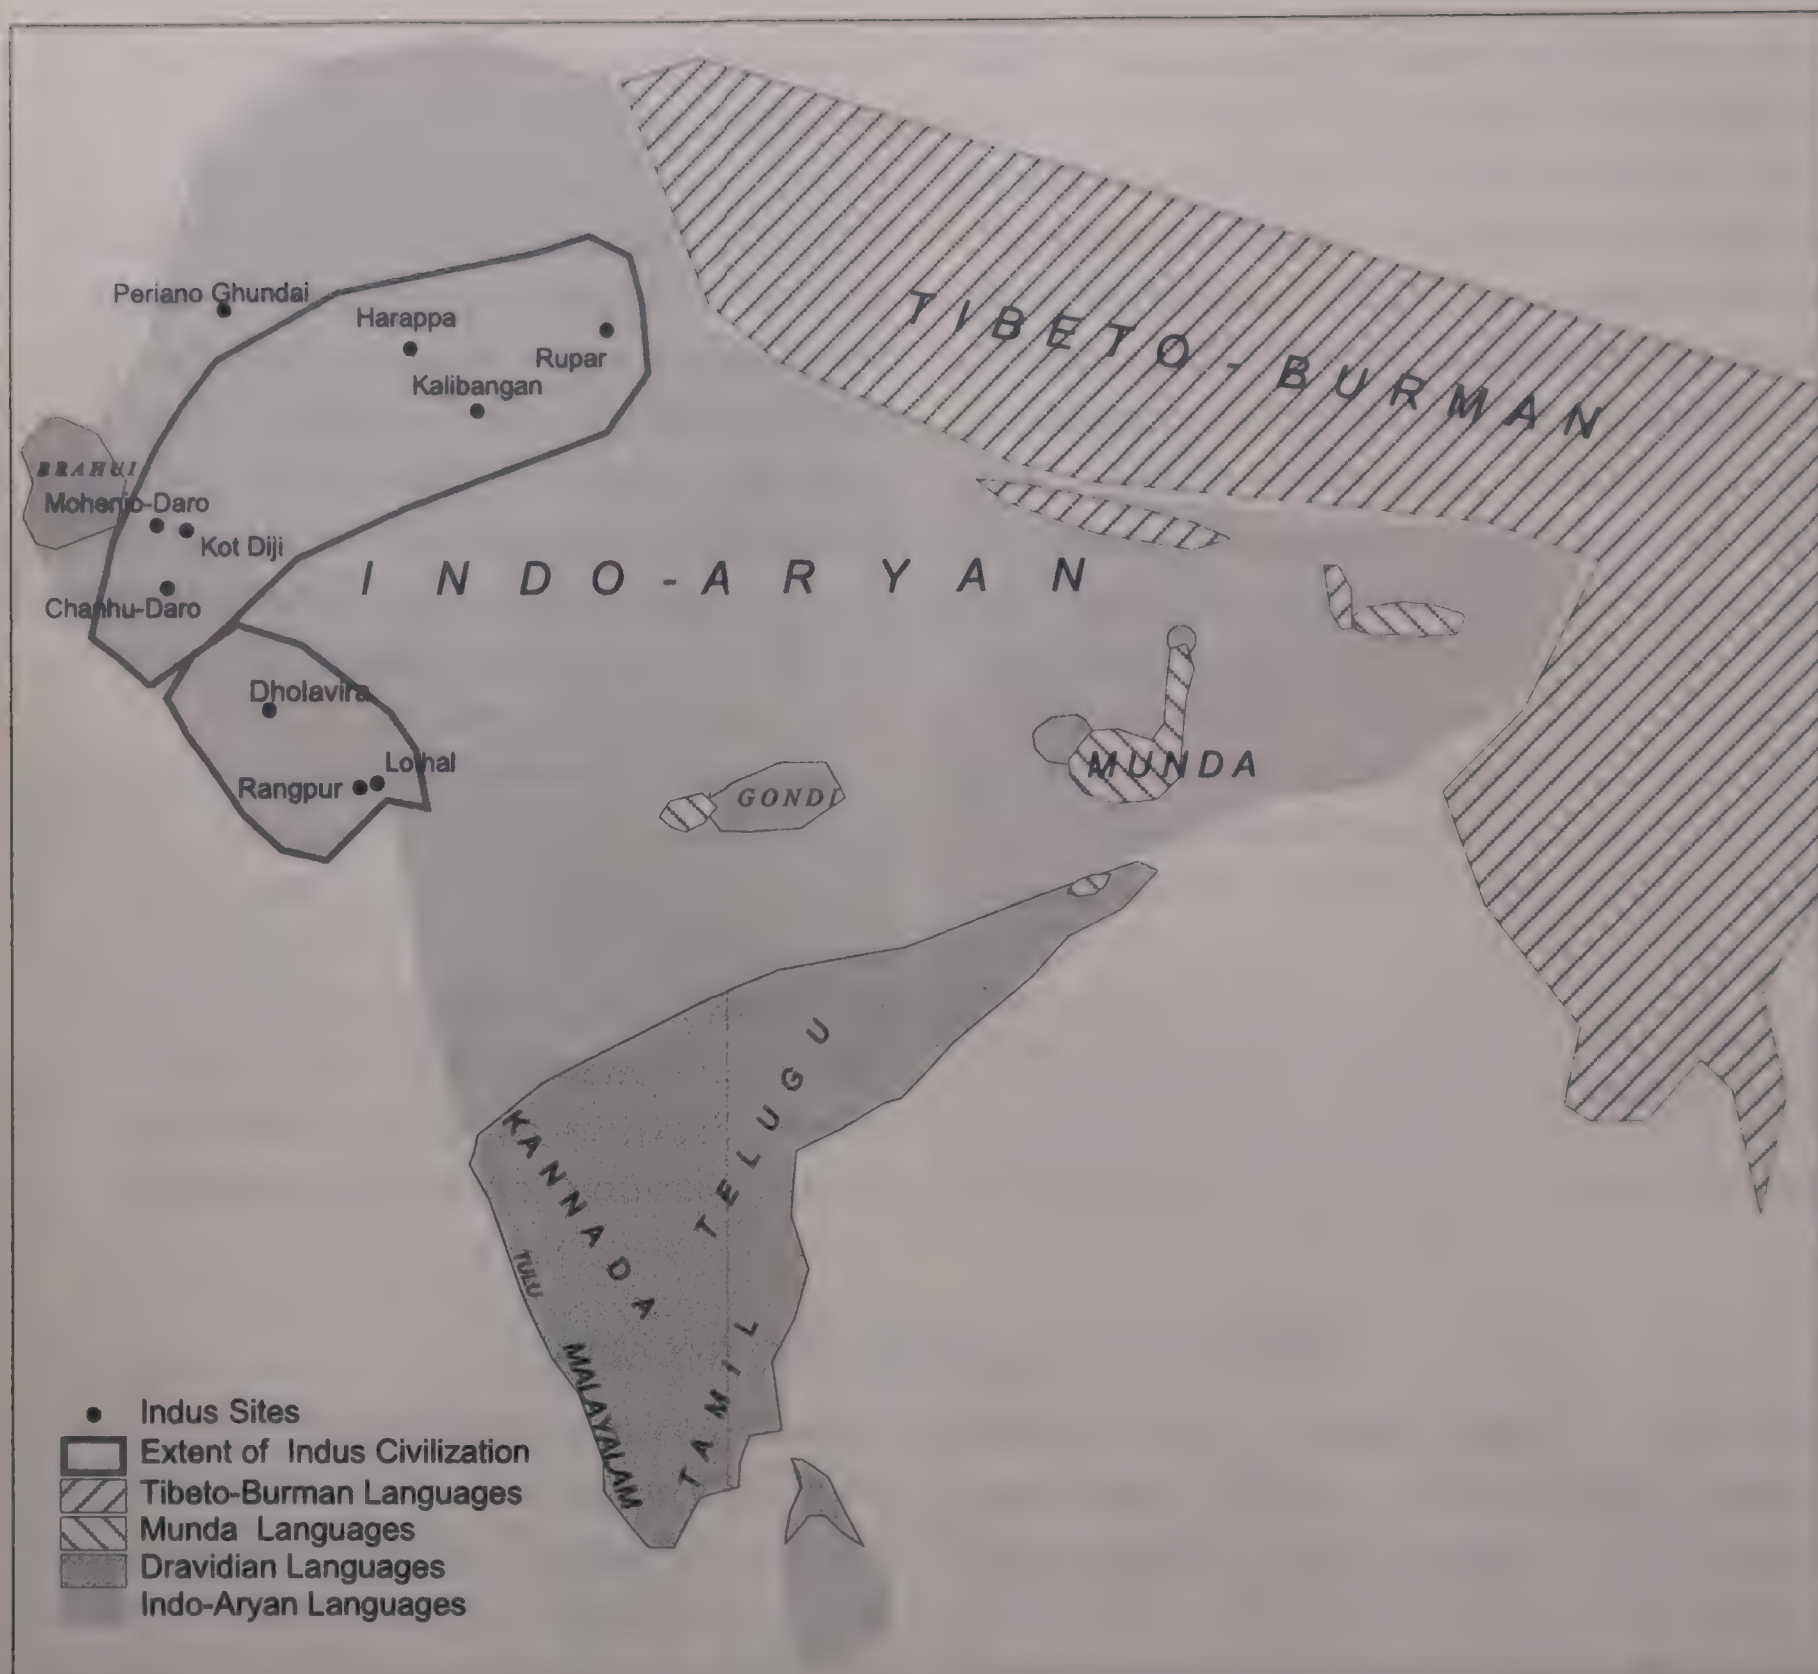 Periano Ghundai
Harappa
Rupar
Kalibangan
TIBETO-BURMAN
BRAHUI
Mohenjo-Daro
Kot Diji
INDO-ARYAN
Chanhu-Daro
Dholavira
Lothal
Rangpur
GONDI
MUNDA
KANNADA
TELUGU
TULU
TAMIL
MALAYALAM
Indus Sites
Extent of Indus Civilization
Tibeto-Burman Languages
Munda Languages
Dravidian Languages
Indo-Aryan Languages